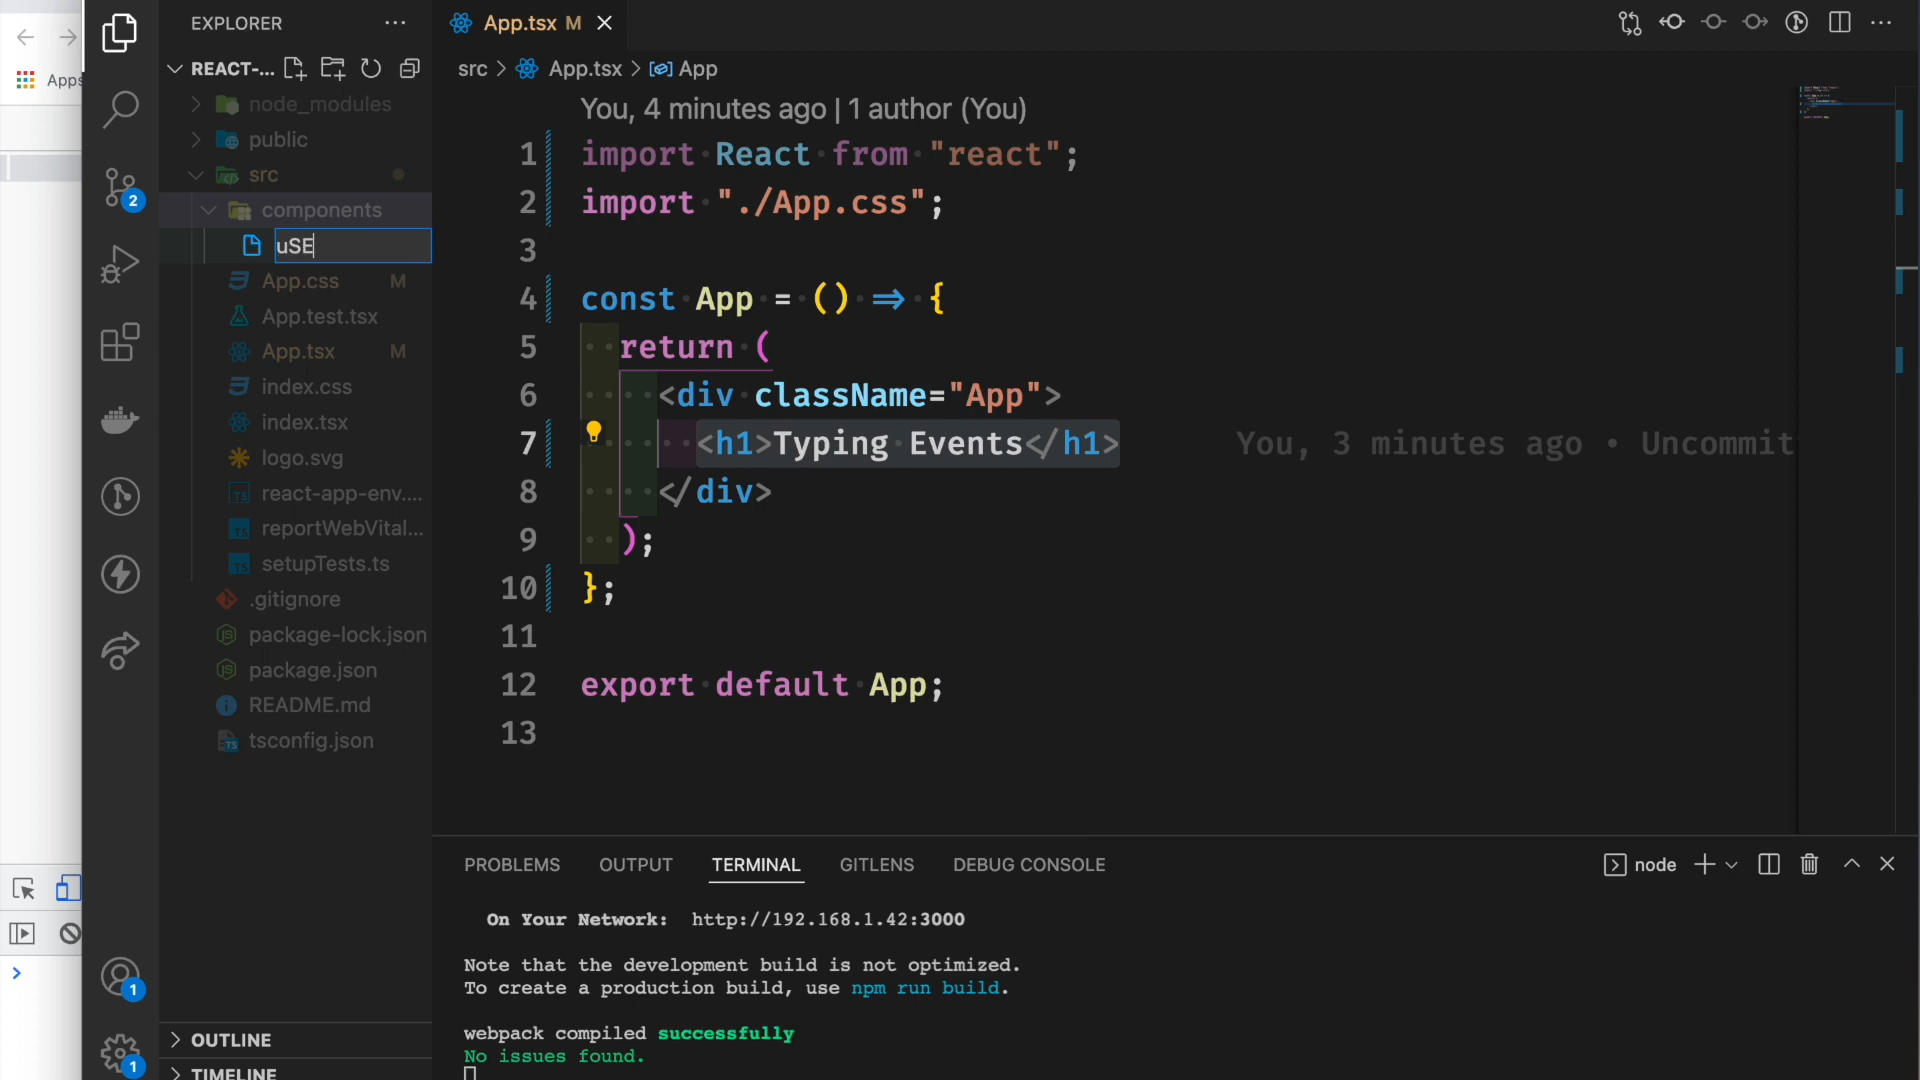 Apps
EXPLORER
REACT-...
node_modules
public
src
components
uSE
App.css M
App.test.tsx
App.tsx M
index.css
index.tsx
logo.svg
react-app-env....
reportWebVital...
setupTests.ts
.gitignore
package-lock.json
package.json
README.md
tsconfig.json
OUTLINE
TIMELINE
2
1
1
App.tsx M
src > App.tsx > App
You, 4 minutes ago | 1 author (You)
1 import React from "react";
2 import "./App.css";
3
4 const App = () => {
5 return (
6 <div className="App">
7 <h1>Typing Events</h1> You, 3 minutes ago • Uncommit
8 </div>
9 );
10 };
11
12 export default App;
13
PROBLEMS OUTPUT TERMINAL GITLENS DEBUG CONSOLE
node
On Your Network: http://192.168.1.42:3000
Note that the development build is not optimized.
To create a production build, use npm run build.
webpack compiled successfully
No issues found.